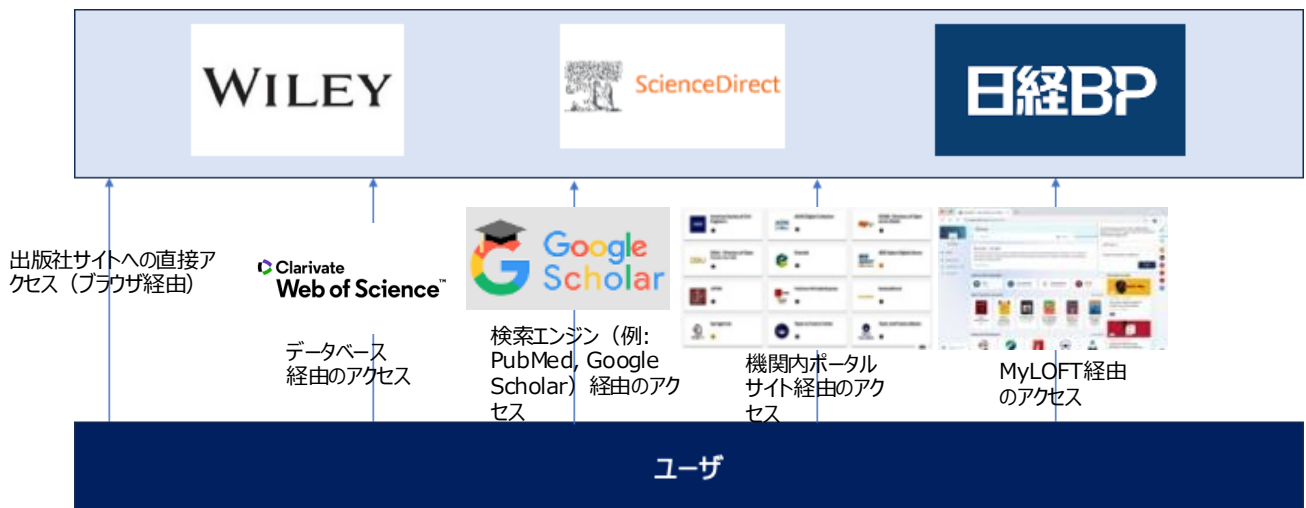 WILEY
ScienceDirect
日経BP
出版社サイトへの直接ア
クセス（ブラウザ経由）
Clarivate
Web of Science™
データベース
経由のアクセス
Google
Scholar
検索エンジン（例:
PubMed, Google
Scholar）経由のアク
セス
機関内ポータル
サイト経由のアク
セス
MyLOFT経由
のアクセス
ユーザ